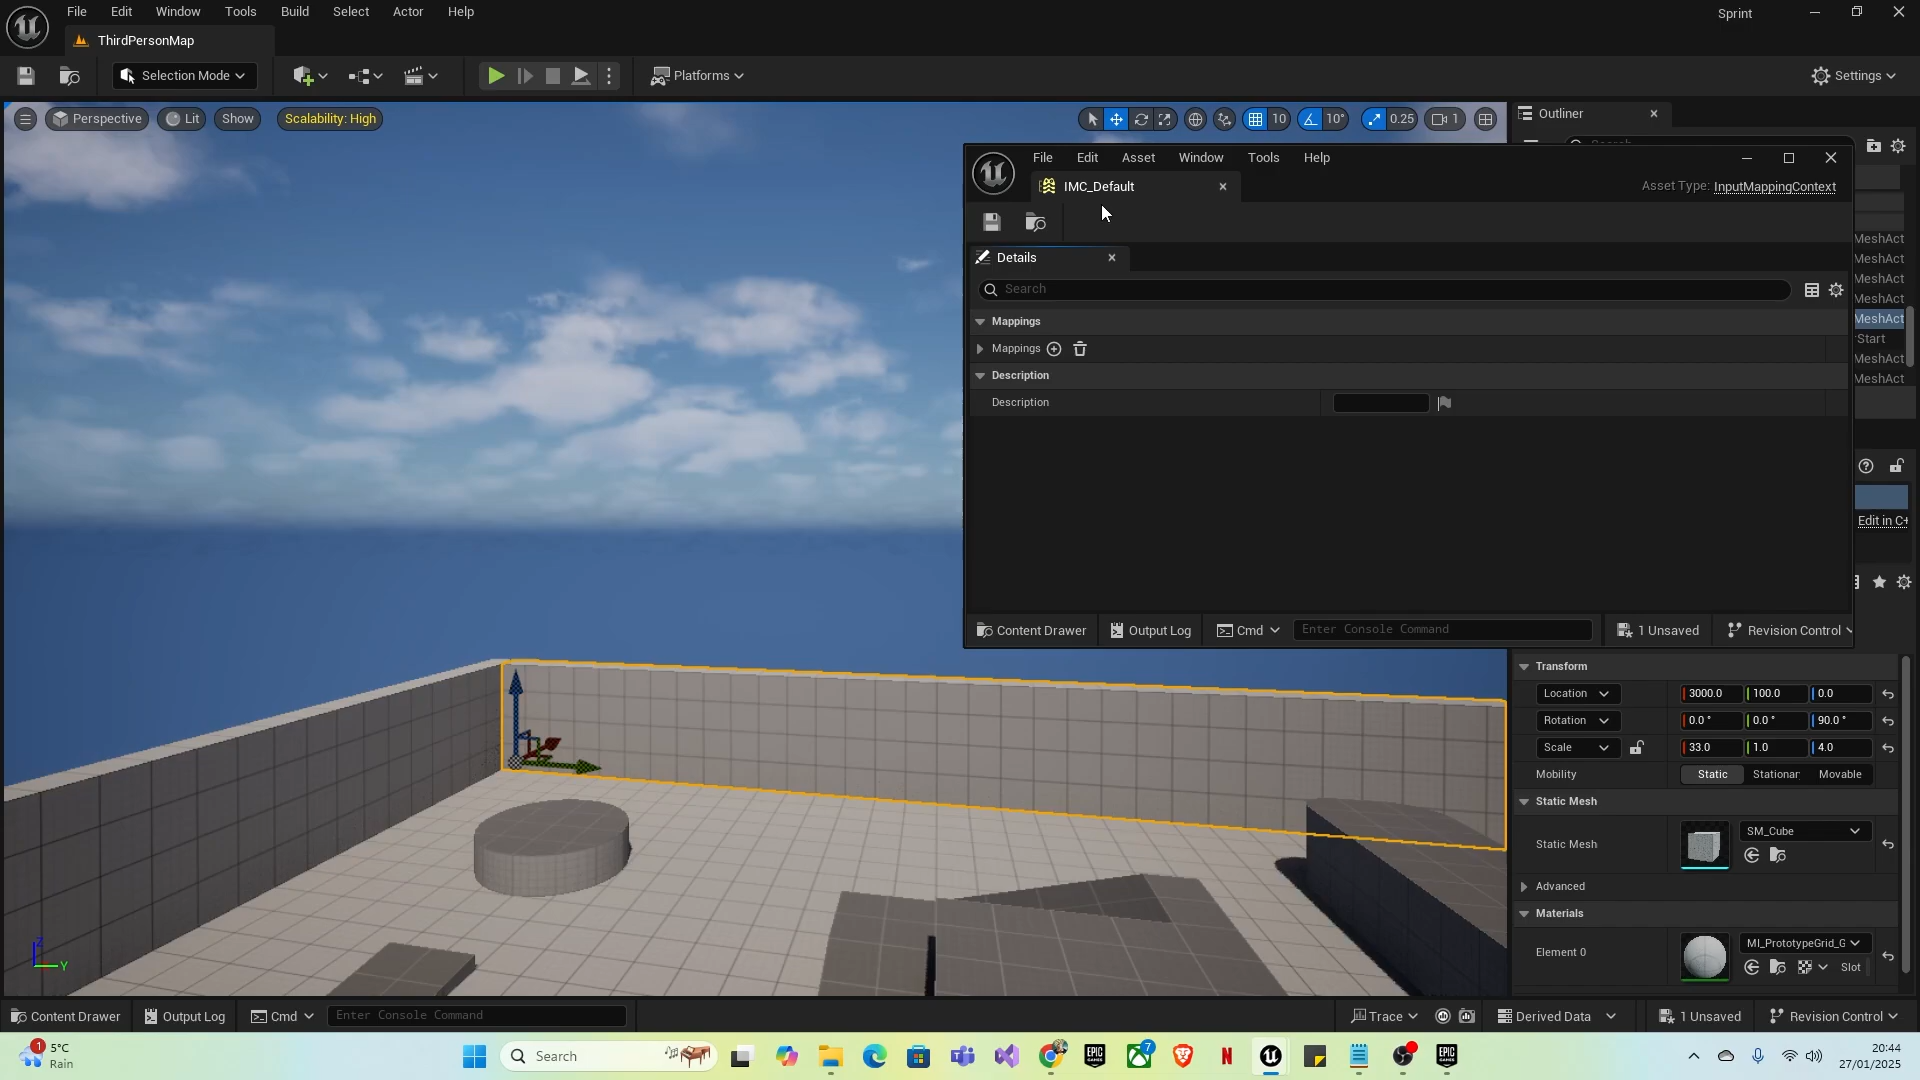 File Edit Window Tools Build Select Actor Help
Sprint
ThirdPersonMap
Selection Mode
Platforms
Settings
Perspective Lit Show Scalability: High
10 10° 0.25 1
Outliner
File Edit Asset Window Tools Help
IMC_Default
Asset Type: InputMappingContext
Details
Search
Mappings
Mappings
Description
Description
MeshAct
MeshAct
MeshAct
MeshAct
MeshAct
Start
MeshAct
MeshAct
Edit in C+
Content Drawer Output Log Cmd Enter Console Command 1 Unsaved Revision Control
Transform
Location 3000.0 100.0 0.0
Rotation 0.0 ° 0.0 ° 90.0 °
Scale 33.0 1.0 4.0
Mobility Static Stationar Movable
Static Mesh
SM_Cube
Static Mesh
Advanced
Materials
MI_PrototypeGrid_G
Element 0
Slot
Z
Y
Content Drawer Output Log Cmd Enter Console Command Trace Derived Data 1 Unsaved Revision Control
1
5°C
Rain
Search
EPIC GAMES
7
N
EPIC GAMES
20:44
27/01/2025